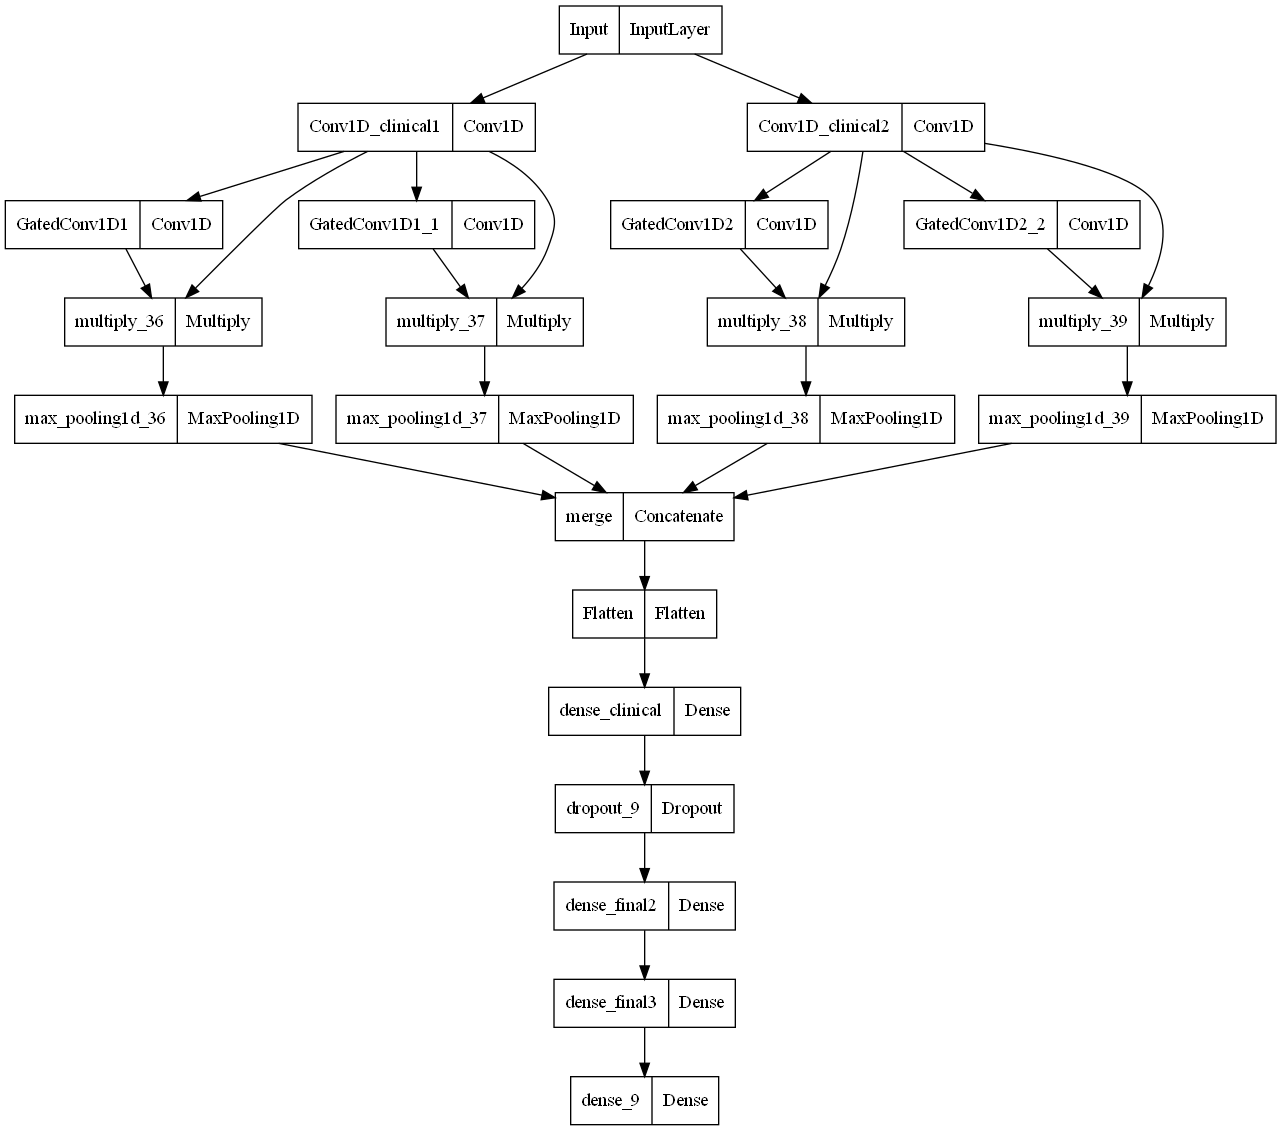 Input InputLayer
Conv1D_clinical1 Conv1D
Conv1D_clinical2 Conv1D
GatedConv1D1 Conv1D
GatedConv1D1_1 Conv1D
GatedConv1D2 Conv1D
GatedConv1D2_2 Conv1D
multiply_36 Multiply
multiply_37 Multiply
multiply_38 Multiply
multiply_39 Multiply
max_pooling1d_36 MaxPooling1D
max_pooling1d_37 MaxPooling1D
max_pooling1d_38 MaxPooling1D
max_pooling1d_39 MaxPooling1D
merge Concatenate
Flatten Flatten
dense_clinical Dense
dropout_9 Dropout
dense_final2 Dense
dense_final3 Dense
dense_9 Dense